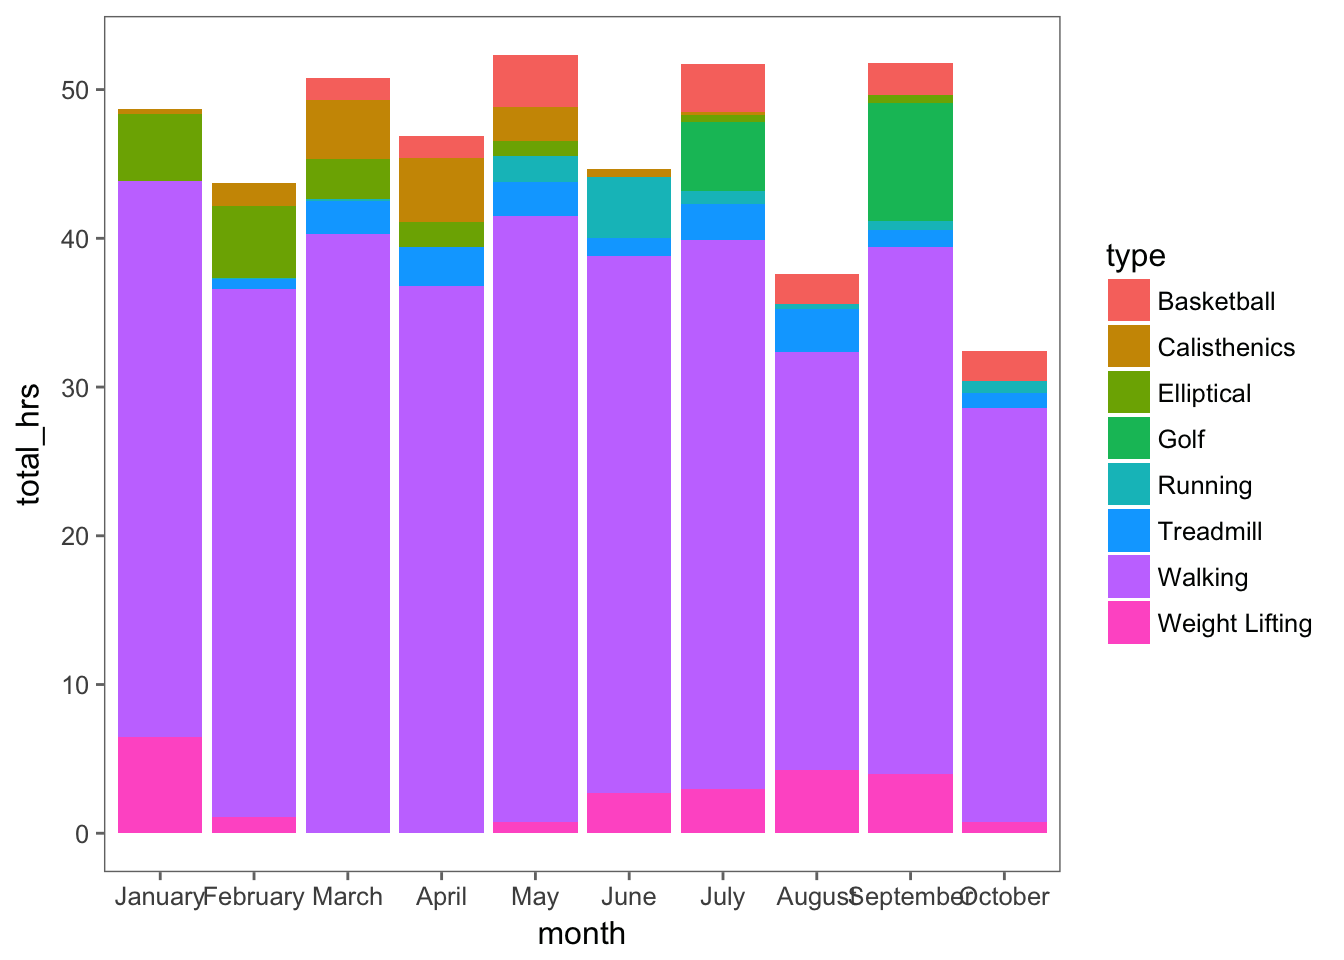 total_hrs
50
40
30
20
10
0
January February March April May June July August September October
month
type
Basketball
Calisthenics
Elliptical
Golf
Running
Treadmill
Walking
Weight Lifting